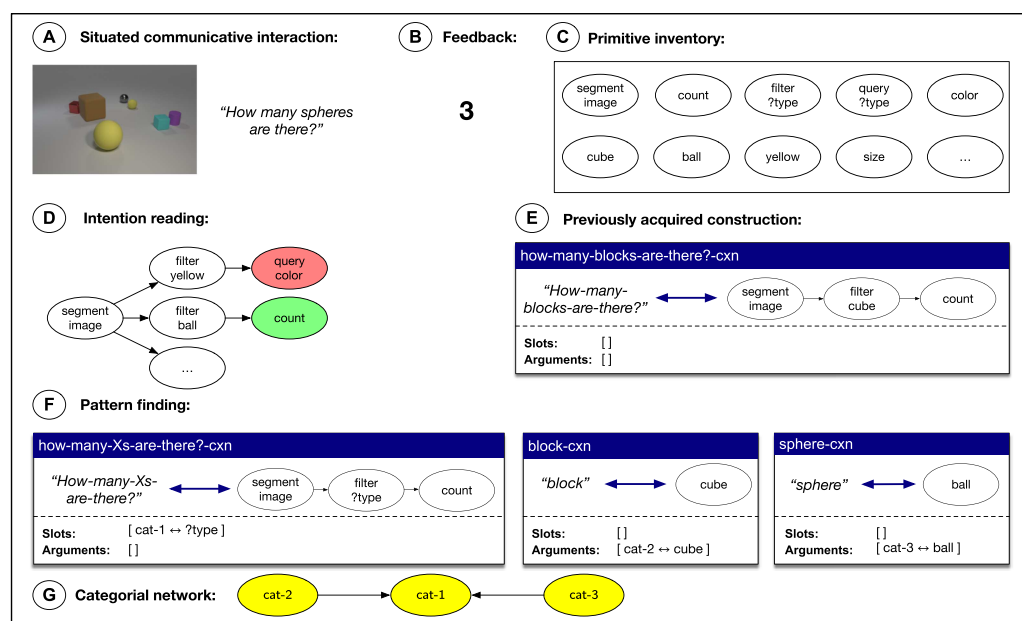 A Situated communicative interaction:
B Feedback:
C Primitive inventory:
“How many spheres
are there?”
3
segment
image
count
filter
?type
query
?type
color
cube
ball
yellow
size
...
D Intention reading:
segment
image
filter
yellow
query
color
filter
ball
count
...
E Previously acquired construction:
how-many-blocks-are-there?-cxn
“How-many-
blocks-are-there?”
segment
image
filter
cube
count
Slots: [ ]
Arguments: [ ]
F Pattern finding:
how-many-Xs-are-there?-cxn
“How-many-Xs-
are-there?”
segment
image
filter
?type
count
Slots: [ cat-1 ↔ ?type ]
Arguments: [ ]
block-cxn
“block”
cube
Slots: [ ]
Arguments: [ cat-2 ↔ cube ]
sphere-cxn
“sphere”
ball
Slots: [ ]
Arguments: [ cat-3 ↔ ball ]
G Categorial network:
cat-2
cat-1
cat-3